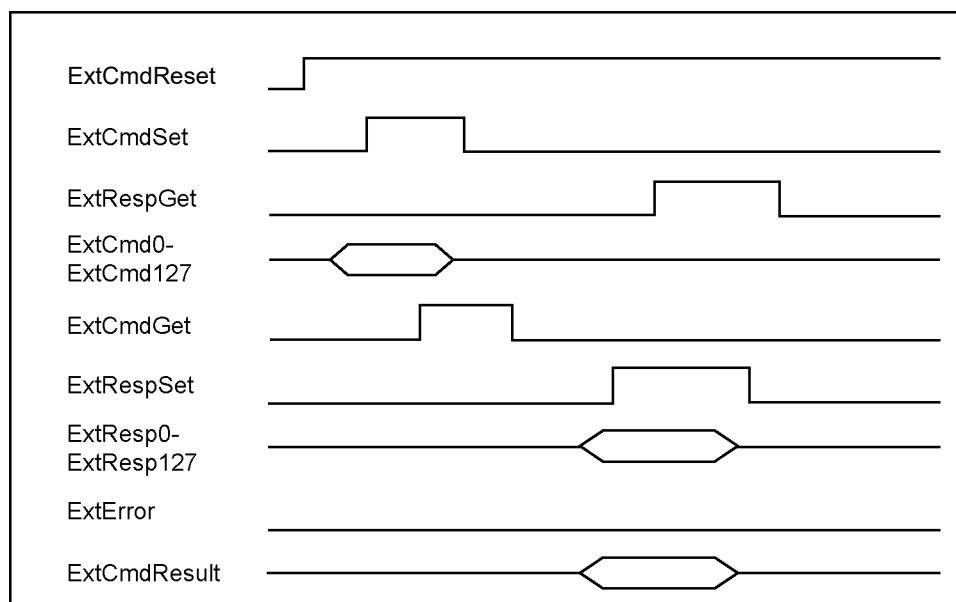 ExtCmdReset
ExtCmdSet
ExtRespGet
ExtCmd0-
ExtCmd127
ExtCmdGet
ExtRespSet
ExtResp0-
ExtResp127
ExtError
ExtCmdResult